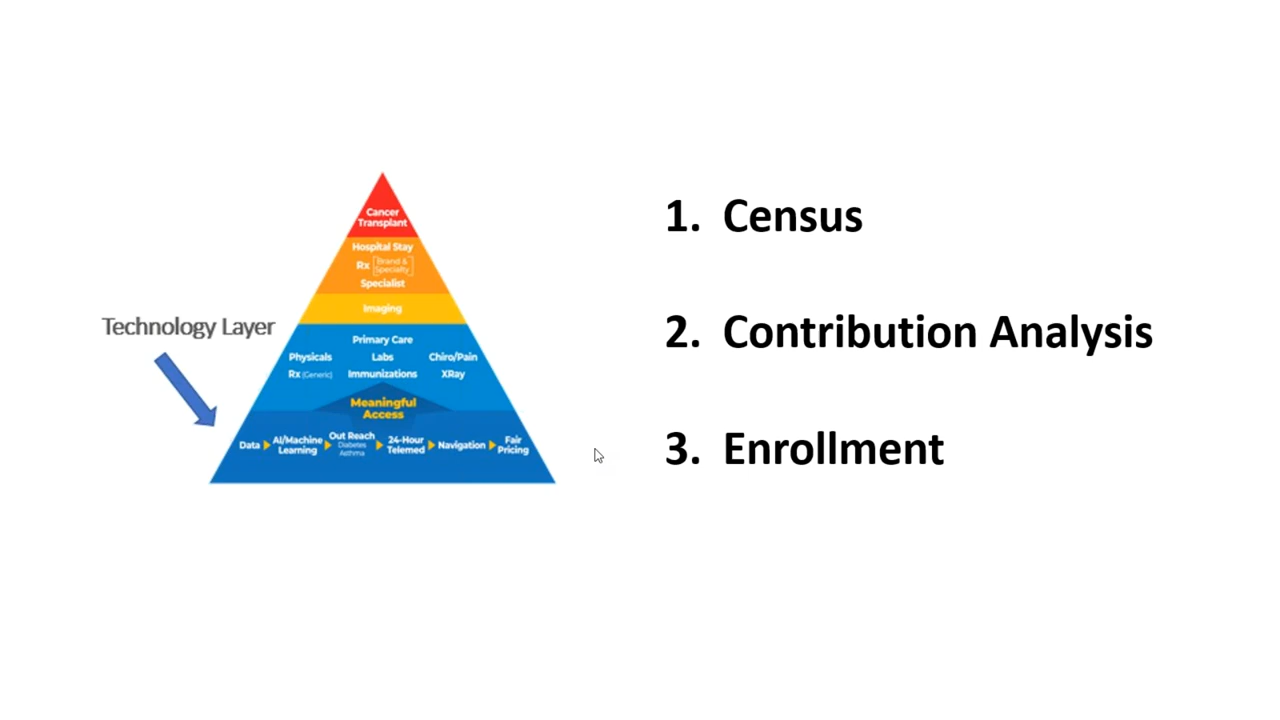 Technology Layer
Cancer
Transplant
Hospital Stay
Rx [Brand & Specialty]
Specialist
Imaging
Primary Care
Physicals Labs Chiro/Pain
Rx (Generic) Immunizations XRay
Meaningful
Access
Data
AI/Machine
Learning
Out Reach
Diabetes
Asthma
24-Hour
Telemed
Navigation
Fair
Pricing
1. Census
2. Contribution Analysis
3. Enrollment